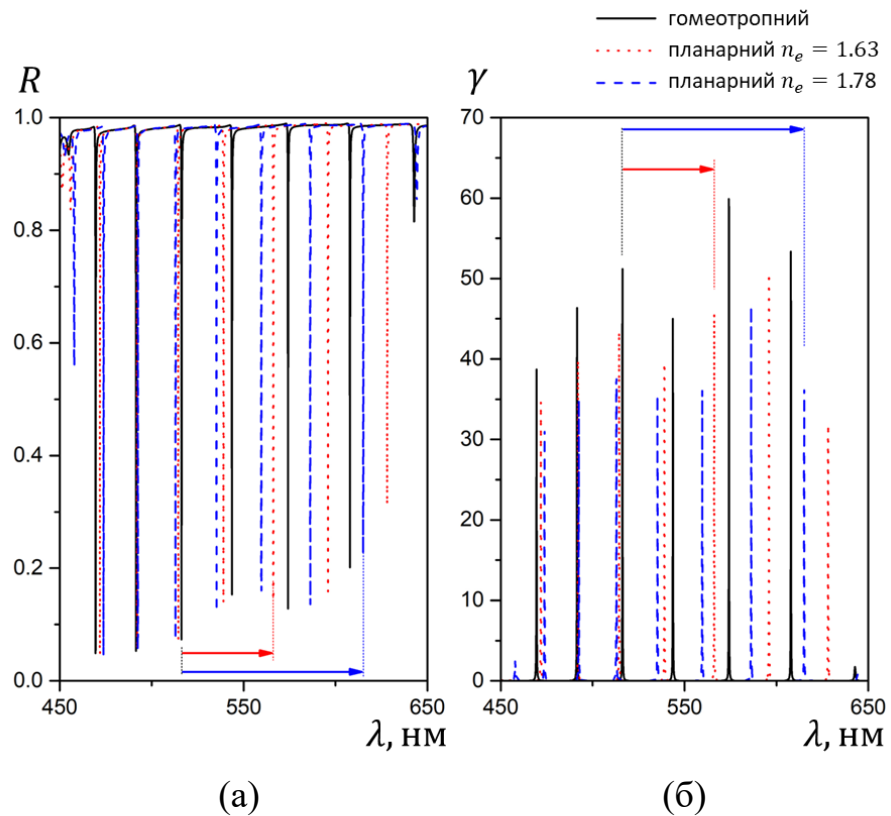 гомеотропний
планарний n_e = 1.63
планарний n_e = 1.78
R
γ
1.0
0.8
0.6
0.4
0.2
0.0
450
550
650
λ, нм
70
60
50
40
30
20
10
0
450
550
650
λ, нм
(а)
(б)